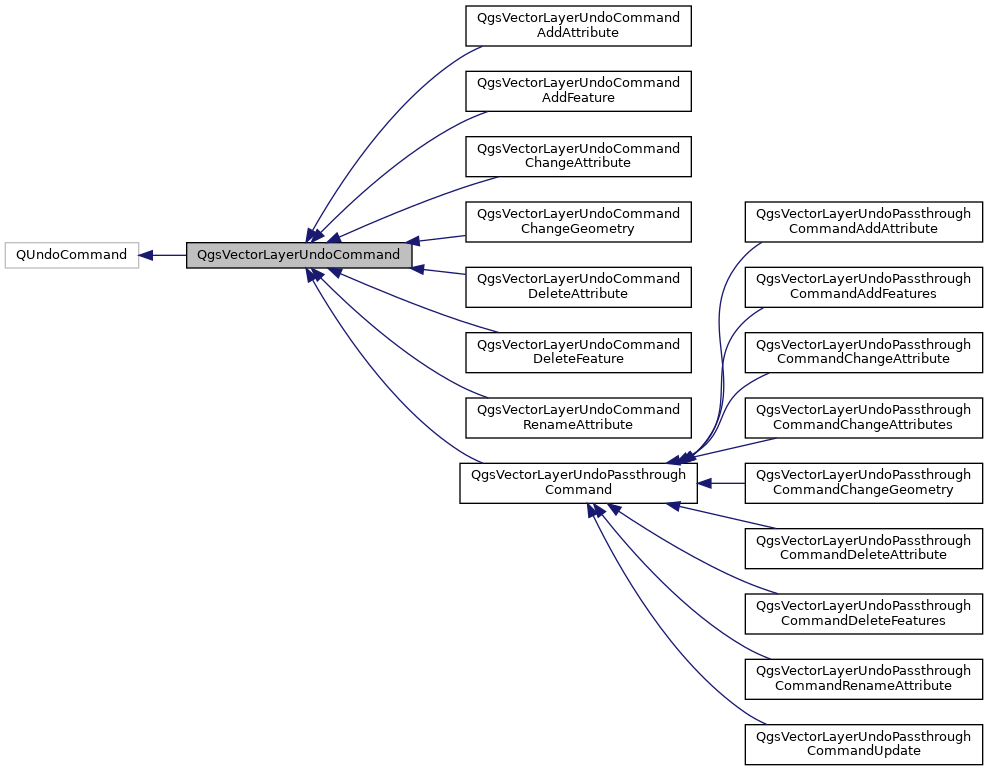 QUndoCommand
QgsVectorLayerUndoCommand
QgsVectorLayerUndoCommand
AddAttribute
QgsVectorLayerUndoCommand
AddFeature
QgsVectorLayerUndoCommand
ChangeAttribute
QgsVectorLayerUndoCommand
ChangeGeometry
QgsVectorLayerUndoCommand
DeleteAttribute
QgsVectorLayerUndoCommand
DeleteFeature
QgsVectorLayerUndoCommand
RenameAttribute
QgsVectorLayerUndoPassthrough
Command
QgsVectorLayerUndoPassthrough
CommandAddAttribute
QgsVectorLayerUndoPassthrough
CommandAddFeatures
QgsVectorLayerUndoPassthrough
CommandChangeAttribute
QgsVectorLayerUndoPassthrough
CommandChangeAttributes
QgsVectorLayerUndoPassthrough
CommandChangeGeometry
QgsVectorLayerUndoPassthrough
CommandDeleteAttribute
QgsVectorLayerUndoPassthrough
CommandDeleteFeatures
QgsVectorLayerUndoPassthrough
CommandRenameAttribute
QgsVectorLayerUndoPassthrough
CommandUpdate